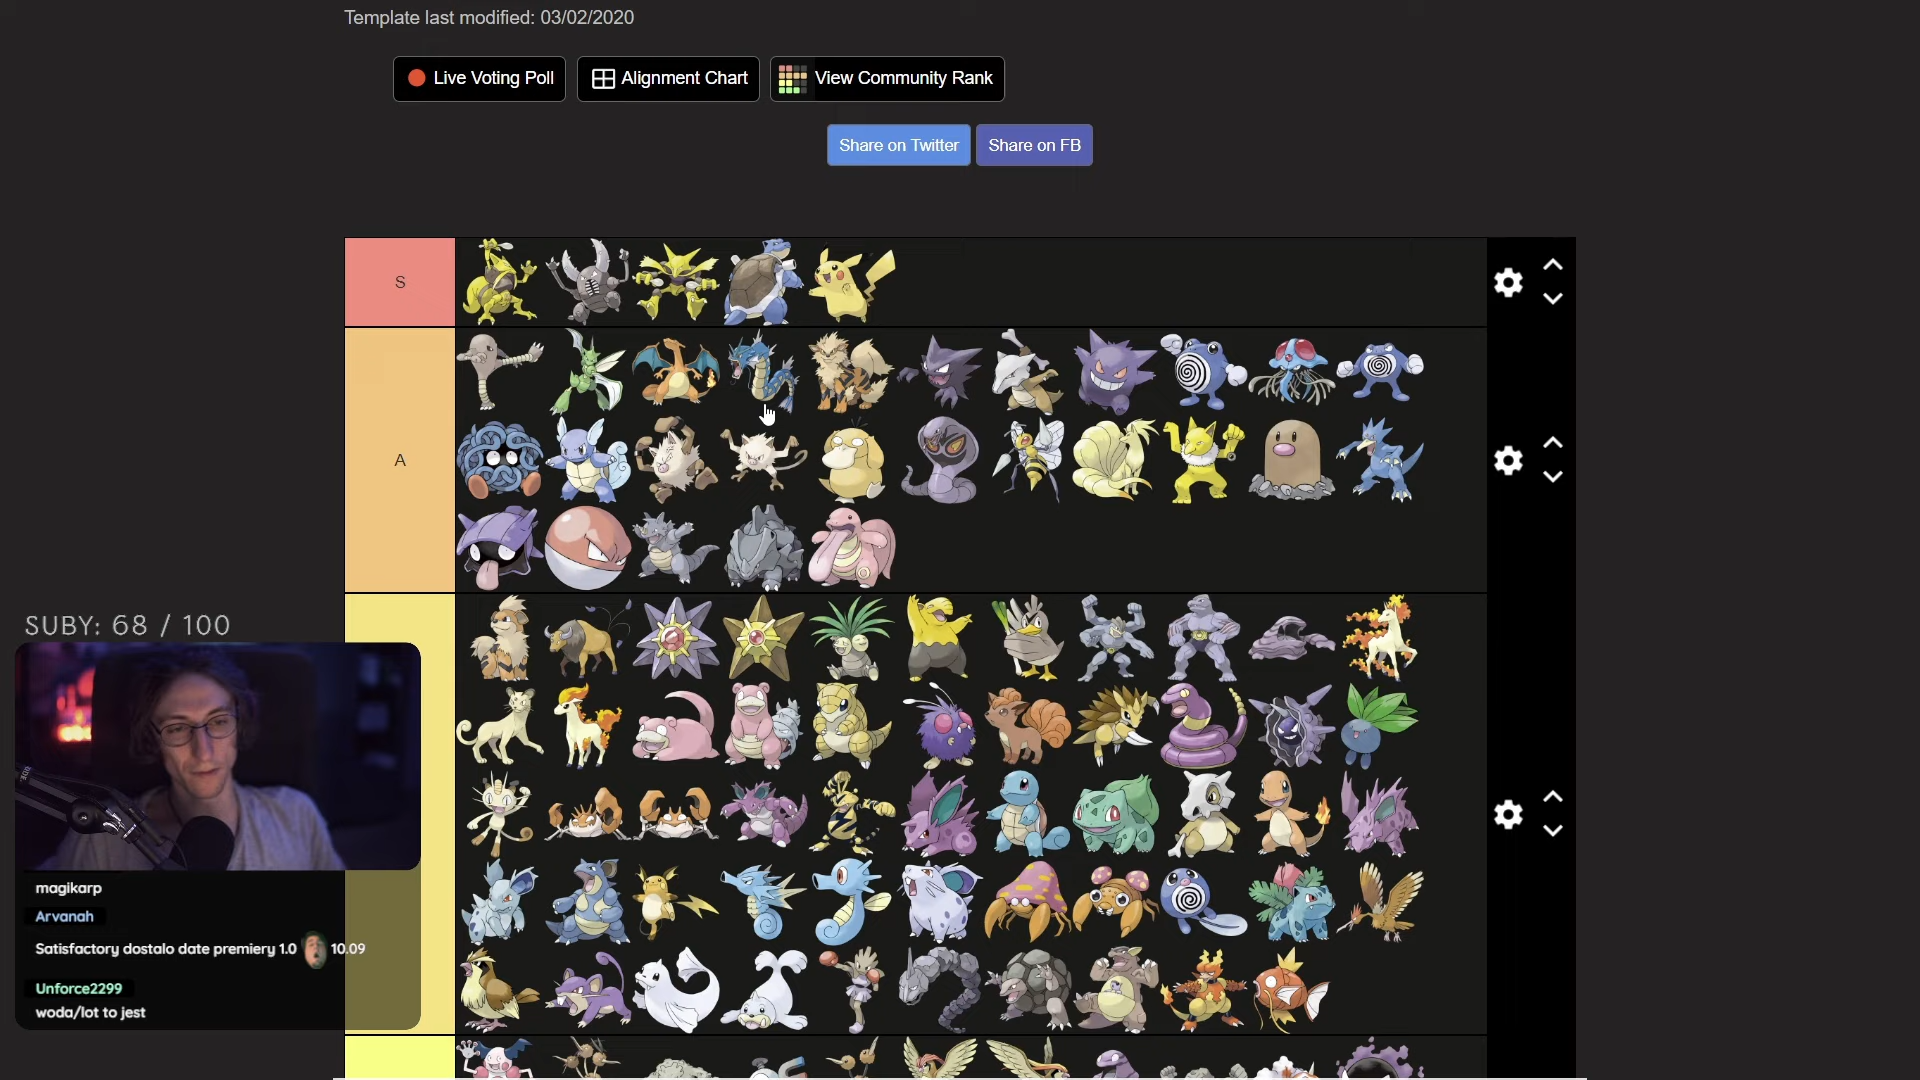 Template last modified: 03/02/2020
Live Voting Poll
Alignment Chart
View Community Rank
Share on Twitter
Share on FB
S
A
SUBY: 68 / 100
magikarp
Arvanah
Satisfactory dostalo date premiery 1.0 10.09
Unforce2299
woda/lot to jest